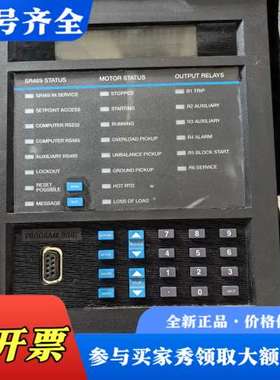 号齐全
SR469 STATUS
MOTOR STATUS
OUTPUT RELAYS
SR469 IN SERVICE
STOPPED
R1 TRIP
SETPOINT ACCESS
STARTING
R2 AUXILIARY
COMPUTER RS232
RUNNING
R3 AUXILIARY
COMPUTER RS485
OVERLOAD PICKUP
R4 ALARM
AUXILIARY RS485
UNBALANCE PICKUP
R5 BLOCK START
LOCKOUT
GROUND PICKUP
R6 SERVICE
RESET POSSIBLE
HOT RTD
MESSAGE
LOSS OF LOAD
PROGRAM PORT
7 8 9
4 5 6
1 2 3
0
开票
全新正品 价格优惠
参与买家秀领取大额